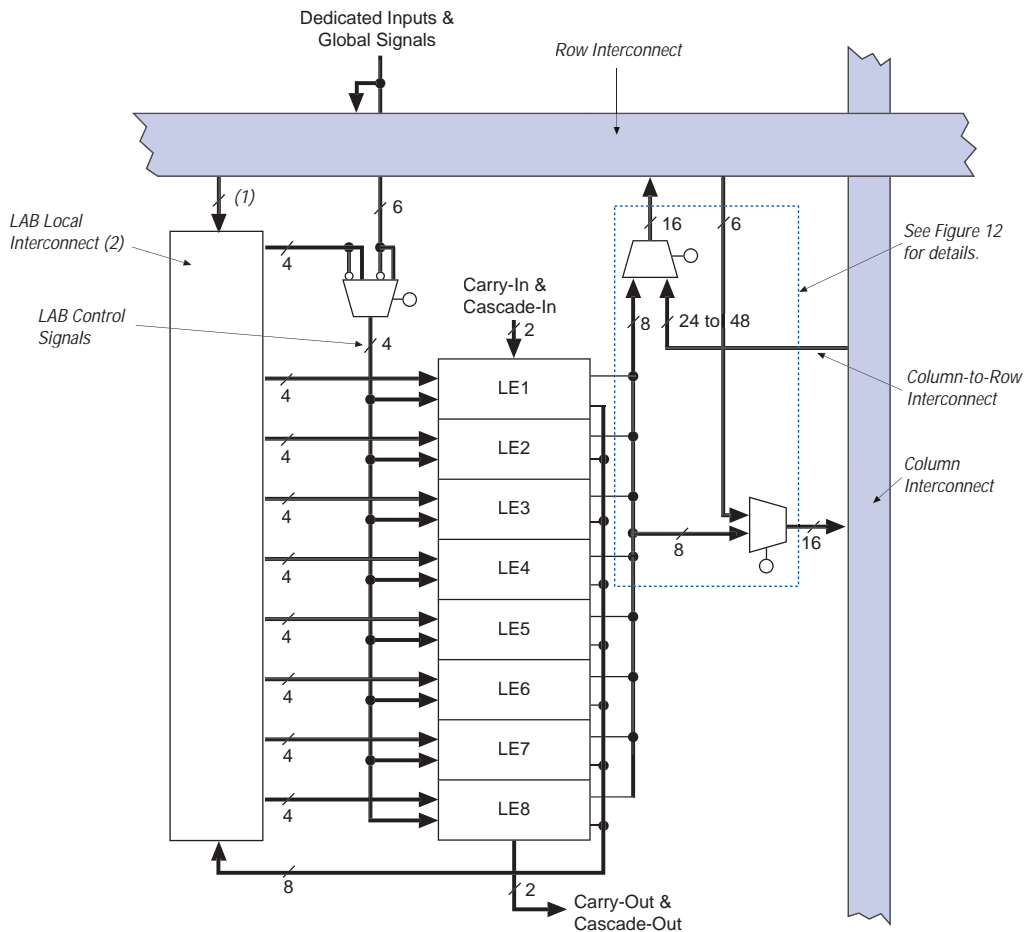 Dedicated Inputs &
Global Signals
Row Interconnect
(1)
6
16
6
LAB Local
Interconnect (2)
See Figure 12
for details.
4
Carry-In &
Cascade-In
LAB Control
Signals
4
2
8
24 to 48
LE1
4
Column-to-Row
Interconnect
LE2
4
Column
Interconnect
LE3
4
8
16
LE4
4
LE5
4
LE6
4
LE7
4
LE8
4
8
2
Carry-Out &
Cascade-Out